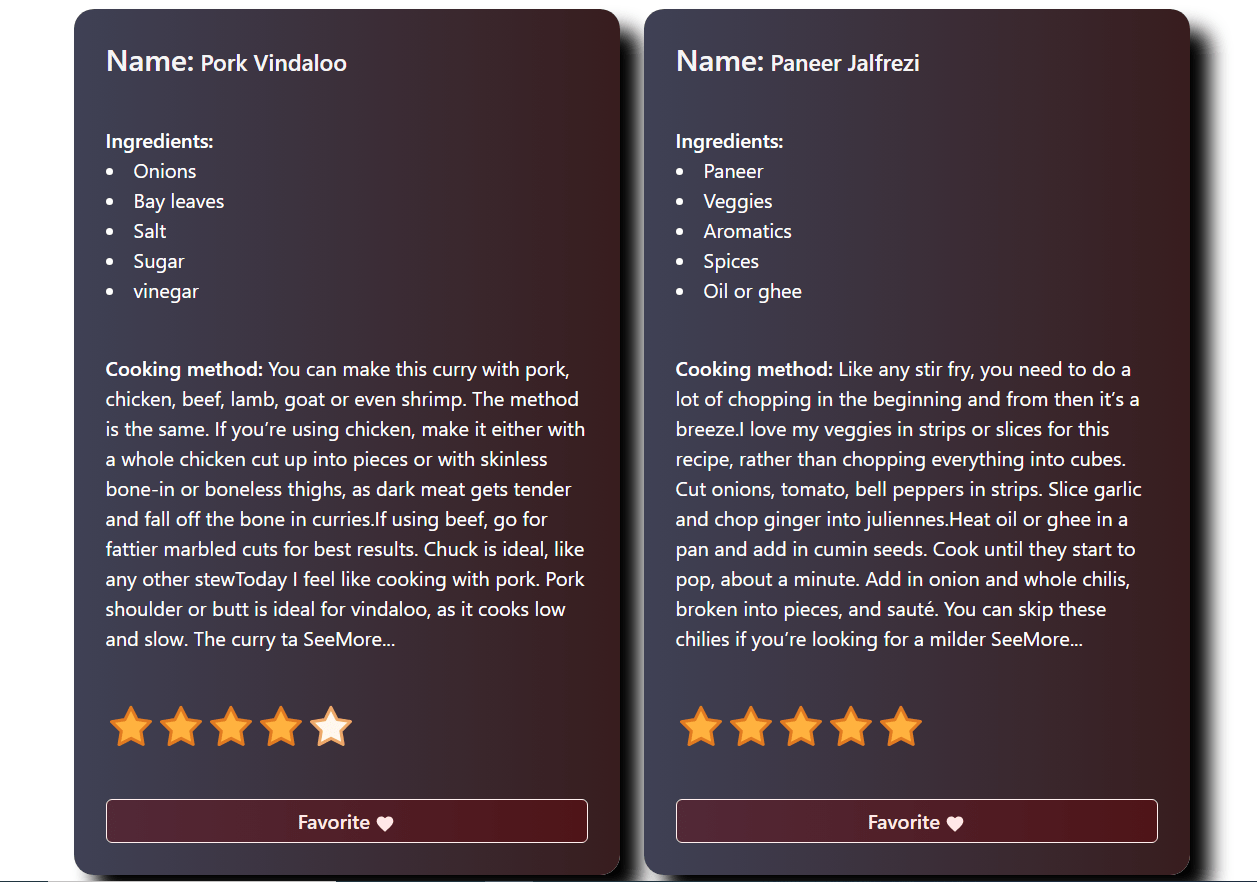 Name: Pork Vindaloo
Ingredients:
• Onions
• Bay leaves
• Salt
• Sugar
• vinegar
Cooking method: You can make this curry with pork,
chicken, beef, lamb, goat or even shrimp. The method
is the same. If you’re using chicken, make it either with
a whole chicken cut up into pieces or with skinless
bone-in or boneless thighs, as dark meat gets tender
and fall off the bone in curries.If using beef, go for
fattier marbled cuts for best results. Chuck is ideal, like
any other stewToday I feel like cooking with pork. Pork
shoulder or butt is ideal for vindaloo, as it cooks low
and slow. The curry ta SeeMore...
Favorite
Name: Paneer Jalfrezi
Ingredients:
• Paneer
• Veggies
• Aromatics
• Spices
• Oil or ghee
Cooking method: Like any stir fry, you need to do a
lot of chopping in the beginning and from then it’s a
breeze.I love my veggies in strips or slices for this
recipe, rather than chopping everything into cubes.
Cut onions, tomato, bell peppers in strips. Slice garlic
and chop ginger into juliennes.Heat oil or ghee in a
pan and add in cumin seeds. Cook until they start to
pop, about a minute. Add in onion and whole chilis,
broken into pieces, and sauté. You can skip these
chilies if you’re looking for a milder SeeMore...
Favorite